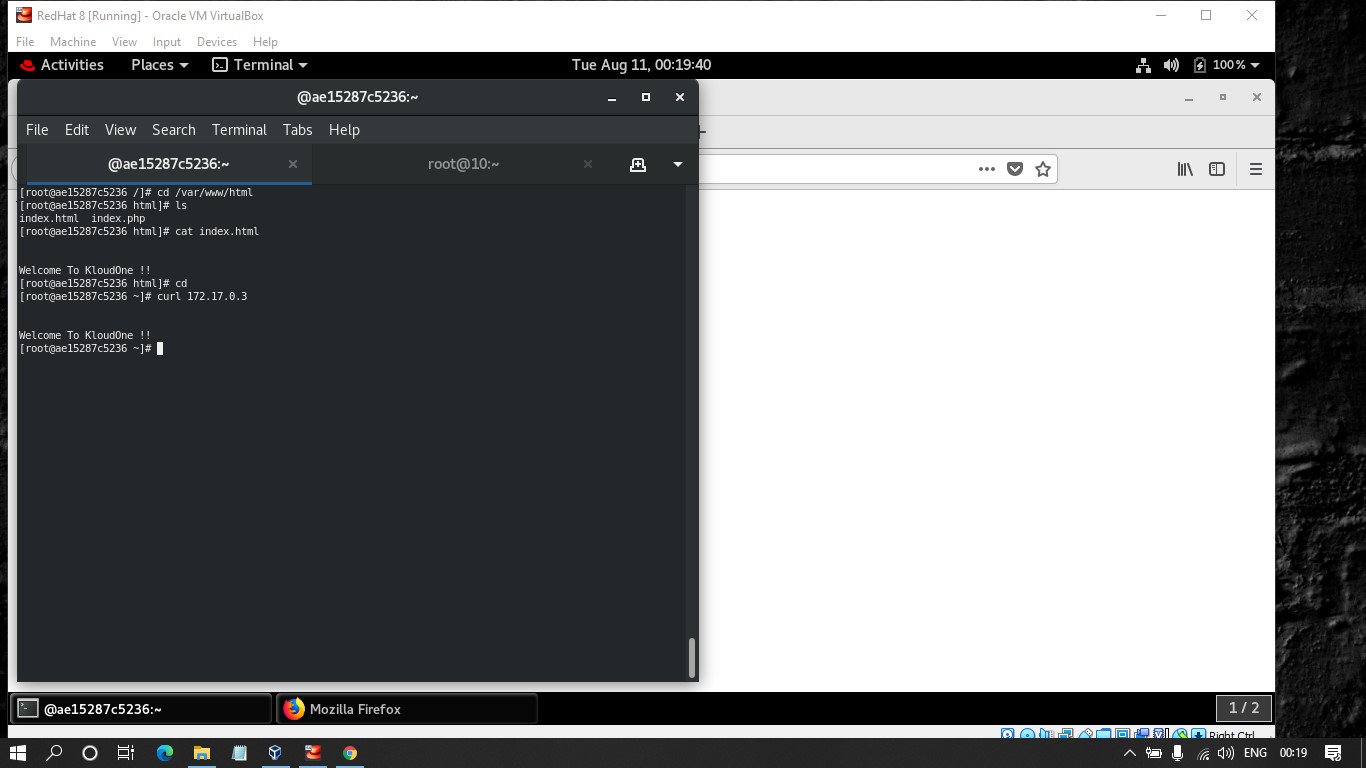 RedHat 8 [Running] - Oracle VM VirtualBox
File Machine View Input Devices Help
Activities Places Terminal Tue Aug 11, 00:19:40 100%
@ae15287c5236:~
File Edit View Search Terminal Tabs Help
@ae15287c5236:~ root@10:~
[root@ae15287c5236 /]# cd /var/www/html
[root@ae15287c5236 html]# ls
index.html  index.php
[root@ae15287c5236 html]# cat index.html
Welcome To KloudOne !!
[root@ae15287c5236 html]# cd
[root@ae15287c5236 ~]# curl 172.17.0.3
Welcome To KloudOne !!
[root@ae15287c5236 ~]#
@ae15287c5236:~ Mozilla Firefox 1 / 2
Right Ctrl
ENG 00:19